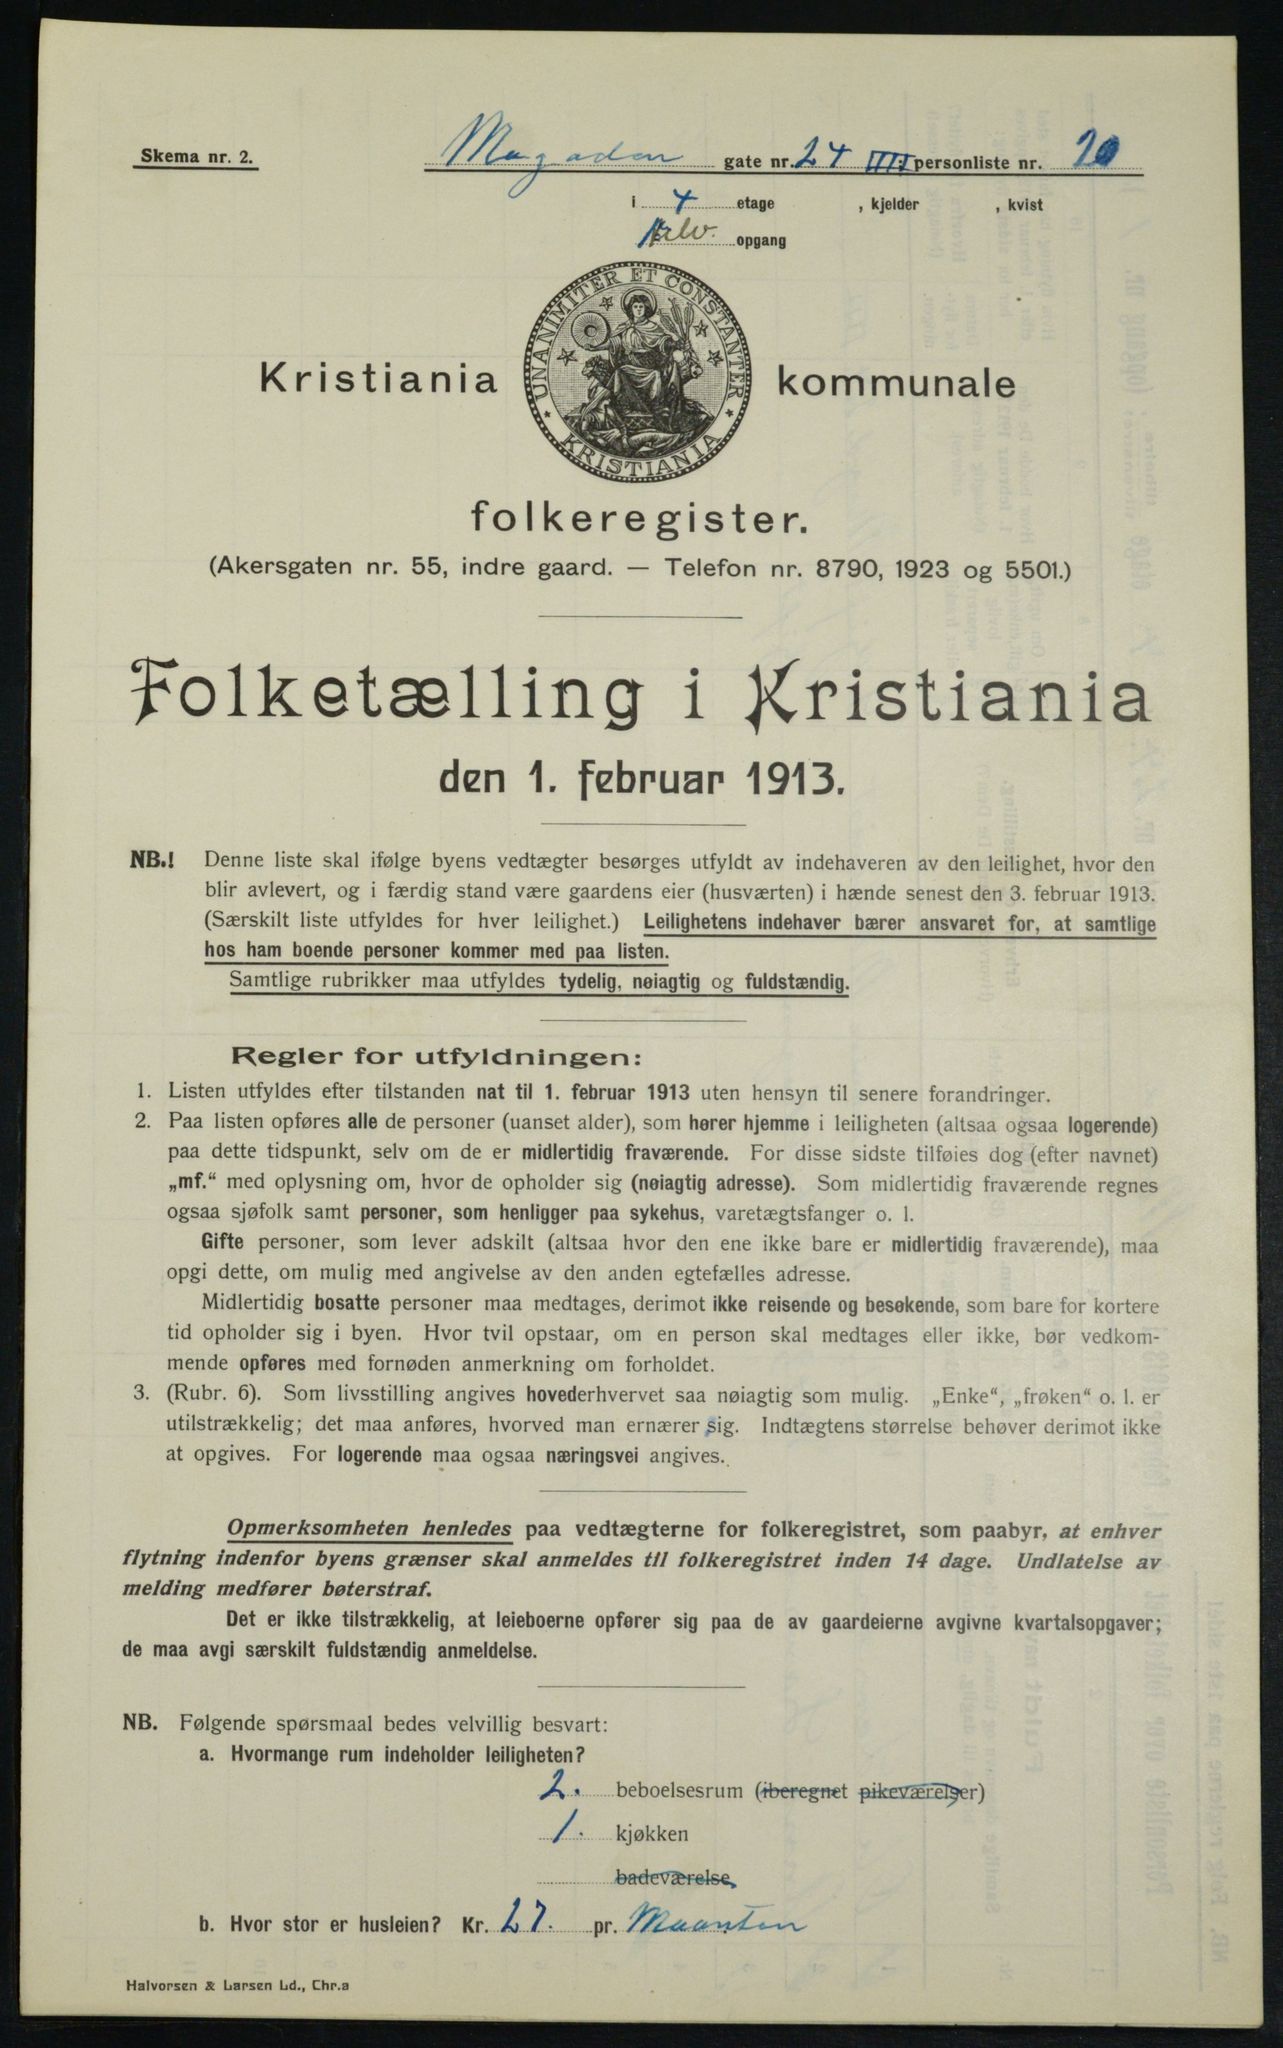 Skema nr. 2.
gate nr. 24 IIII personliste nr. 20
i 4 etage , kjelder , kvist
opgang
UNANIMITER ET CONSTANTER
KRISTIANIA
Kristiania kommunale
folkeregister.
(Akersgaten nr. 55, indre gaard. — Telefon nr. 8790, 1923 og 5501.)
Folketælling i Kristiania
den 1. februar 1913.
NB.! Denne liste skal ifølge byens vedtægter besørges utfyldt av indehaveren av den leilighet, hvor den
blir avlevert, og i færdig stand være gaardens eier (husværten) i hænde senest den 3. februar 1913.
(Særskilt liste utfyldes for hver leilighet.) Leilighetens indehaver bærer ansvaret for, at samtlige
hos ham boende personer kommer med paa listen.
Samtlige rubrikker maa utfyldes tydelig, nøiagtig og fuldstændig.
Regler for utfyldningen:
1. Listen utfyldes efter tilstanden nat til 1. februar 1913 uten hensyn til senere forandringer.
2. Paa listen opføres alle de personer (uanset alder), som hører hjemme i leiligheten (altsaa ogsaa logerende)
paa dette tidspunkt, selv om de er midlertidig fraværende. For disse sidste tilføies dog (efter navnet)
„mf.“ med oplysning om, hvor de opholder sig (nøiagtig adresse). Som midlertidig fraværende regnes
ogsaa sjøfolk samt personer, som henligger paa sykehus, varetægtsfanger o. l.
Gifte personer, som lever adskilt (altsaa hvor den ene ikke bare er midlertidig fraværende), maa
opgi dette, om mulig med angivelse av den anden egtefælles adresse.
Midlertidig bosatte personer maa medtages, derimot ikke reisende og besøkende, som bare for kortere
tid opholder sig i byen. Hvor tvil opstaar, om en person skal medtages eller ikke, bør vedkom-
mende opføres med fornøden anmerkning om forholdet.
3. (Rubr. 6). Som livsstilling angives hovederhvervet saa nøiagtig som mulig. „Enke“, „frøken“ o. l. er
utilstrækkelig; det maa anføres, hvorved man ernærer sig. Indtægtens størrelse behøver derimot ikke
at opgives. For logerende maa ogsaa næringsvei angives.
Opmerksomheten henledes paa vedtægterne for folkeregistret, som paabyr, at enhver
flytning indenfor byens grænser skal anmeldes til folkeregistret inden 14 dage. Undlatelse av
melding medfører bøterstraf.
Det er ikke tilstrækkelig, at leieboerne opfører sig paa de av gaardeierne avgivne kvartalsopgaver;
de maa avgi særskilt fuldstændig anmeldelse.
NB. Følgende spørsmaal bedes velvillig besvart:
a. Hvormange rum indeholder leiligheten?
2. beboelsesrum (iberegnet pikeværelser)
1. kjøkken
badeværelse
b. Hvor stor er husleien? Kr. 27. pr. Maanten
Halvorsen & Larsen Ld., Chr.a